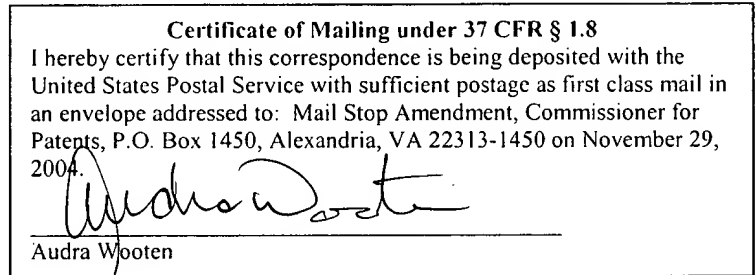 Certificate of Mailing under 37 CFR § 1.8
I hereby certify that this correspondence is being deposited with the
United States Postal Service with sufficient postage as first class mail in
an envelope addressed to: Mail Stop Amendment, Commissioner for
Patents, P.O. Box 1450, Alexandria, VA 22313-1450 on November 29,
2004.
Audra Wooten
Audra Wooten